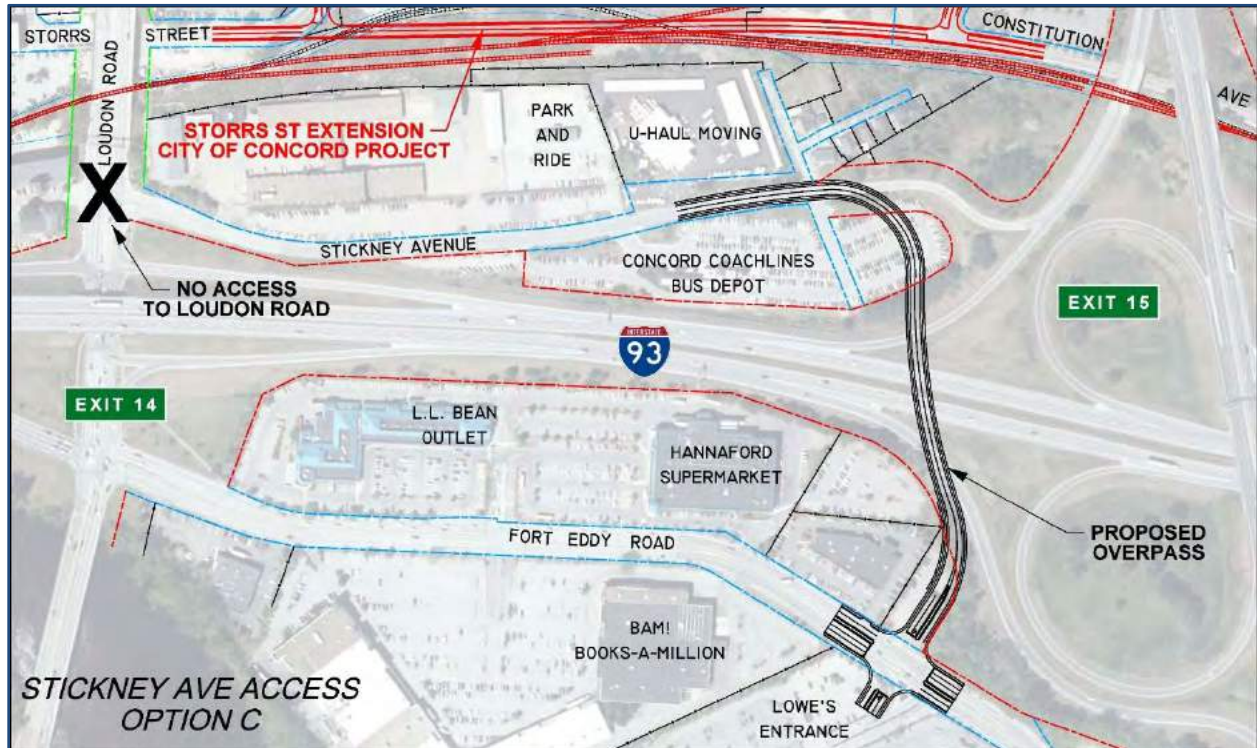 STORRS
STREET
LOUDON ROAD
CONSTITUTION
AVE
STORRS ST EXTENSION
CITY OF CONCORD PROJECT
PARK
AND
RIDE
U-HAUL MOVING
STICKNEY AVENUE
CONCORD COACHLINES
BUS DEPOT
NO ACCESS
TO LOUDON ROAD
X
EXIT 15
INTERSTATE
93
EXIT 14
L.L. BEAN
OUTLET
HANNAFORD
SUPERMARKET
FORT EDDY ROAD
PROPOSED
OVERPASS
BAM!
BOOKS-A-MILLION
LOWE'S
ENTRANCE
STICKNEY AVE ACCESS
OPTION C